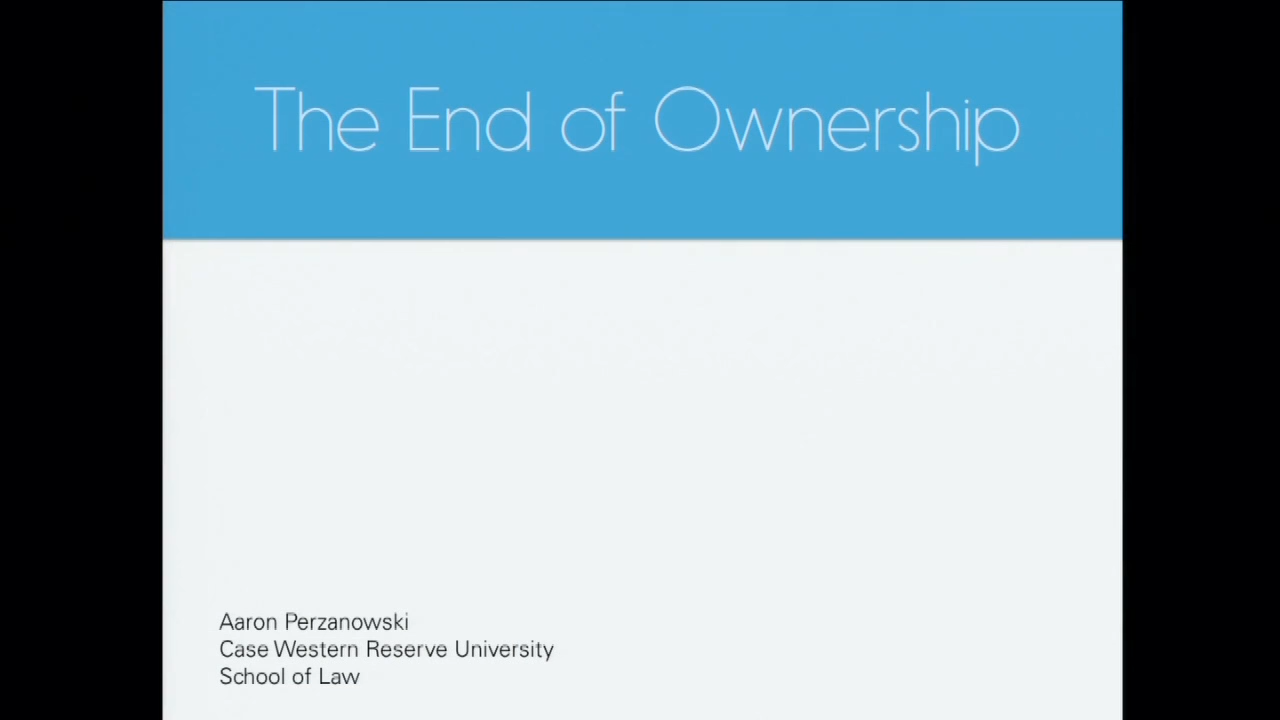 The End of Ownership
Aaron Perzanowski
Case Western Reserve University
School of Law